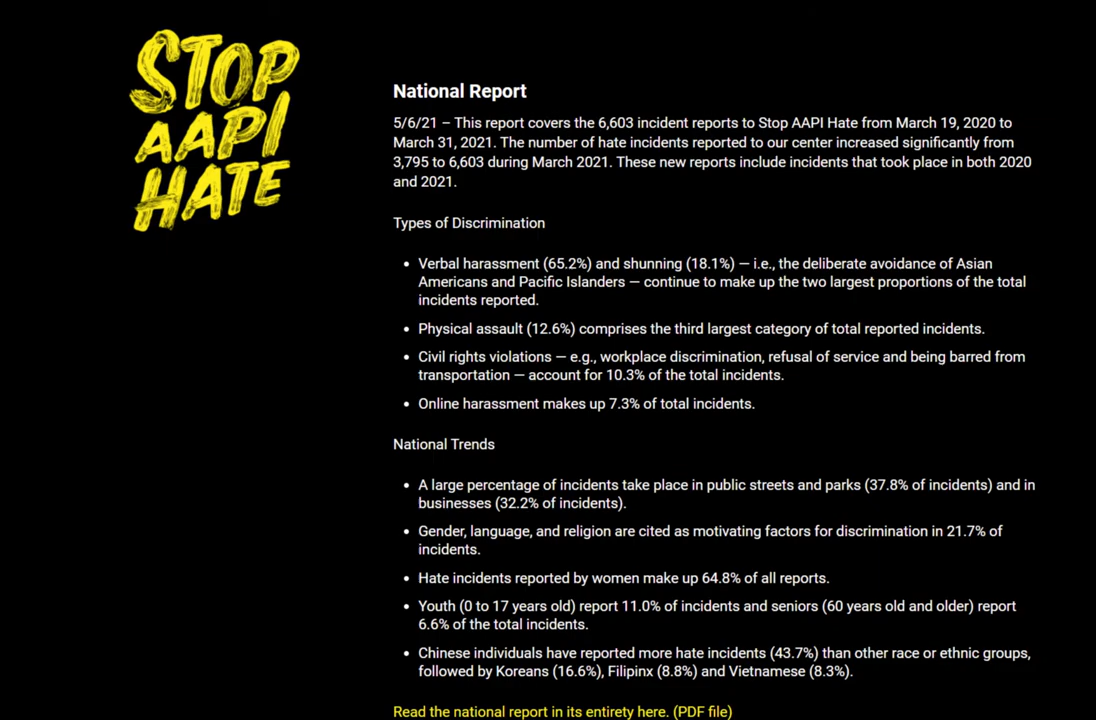 STOP
AAPI
HATE
National Report
5/6/21 – This report covers the 6,603 incident reports to Stop AAPI Hate from March 19, 2020 to
March 31, 2021. The number of hate incidents reported to our center increased significantly from
3,795 to 6,603 during March 2021. These new reports include incidents that took place in both 2020
and 2021.
Types of Discrimination
• Verbal harassment (65.2%) and shunning (18.1%) — i.e., the deliberate avoidance of Asian
Americans and Pacific Islanders — continue to make up the two largest proportions of the total
incidents reported.
• Physical assault (12.6%) comprises the third largest category of total reported incidents.
• Civil rights violations — e.g., workplace discrimination, refusal of service and being barred from
transportation — account for 10.3% of the total incidents.
• Online harassment makes up 7.3% of total incidents.
National Trends
• A large percentage of incidents take place in public streets and parks (37.8% of incidents) and in
businesses (32.2% of incidents).
• Gender, language, and religion are cited as motivating factors for discrimination in 21.7% of
incidents.
• Hate incidents reported by women make up 64.8% of all reports.
• Youth (0 to 17 years old) report 11.0% of incidents and seniors (60 years old and older) report
6.6% of the total incidents.
• Chinese individuals have reported more hate incidents (43.7%) than other race or ethnic groups,
followed by Koreans (16.6%), Filipinx (8.8%) and Vietnamese (8.3%).
Read the national report in its entirety here. (PDF file)